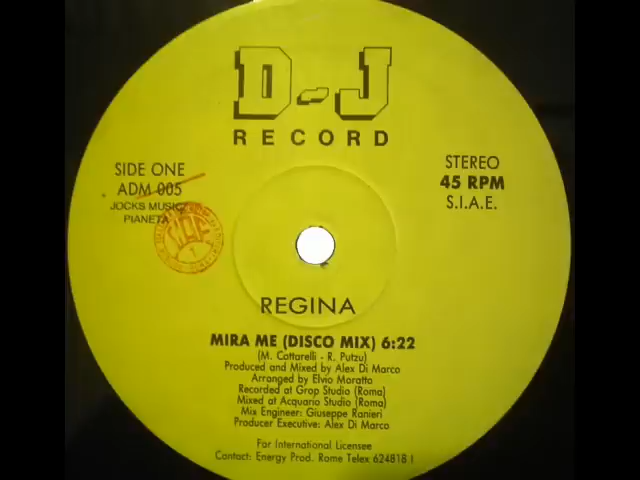 D-J
RECORD
SIDE ONE
ADM 005
JOCKS MUSIC
PIANETA
STEREO
45 RPM
S.I.A.E.
REGINA
MIRA ME (DISCO MIX) 6:22
(M. Cottarelli - R. Putzu)
Produced and Mixed by Alex Di Marco
Arranged by Elvio Moratto
Recorded at Grop Studio (Roma)
Mixed at Acquario Studio (Roma)
Mix Engineer: Giuseppe Ranieri
Producer Executive: Alex Di Marco
For International Licensee
Contact: Energy Prod. Rome Telex 624818 I